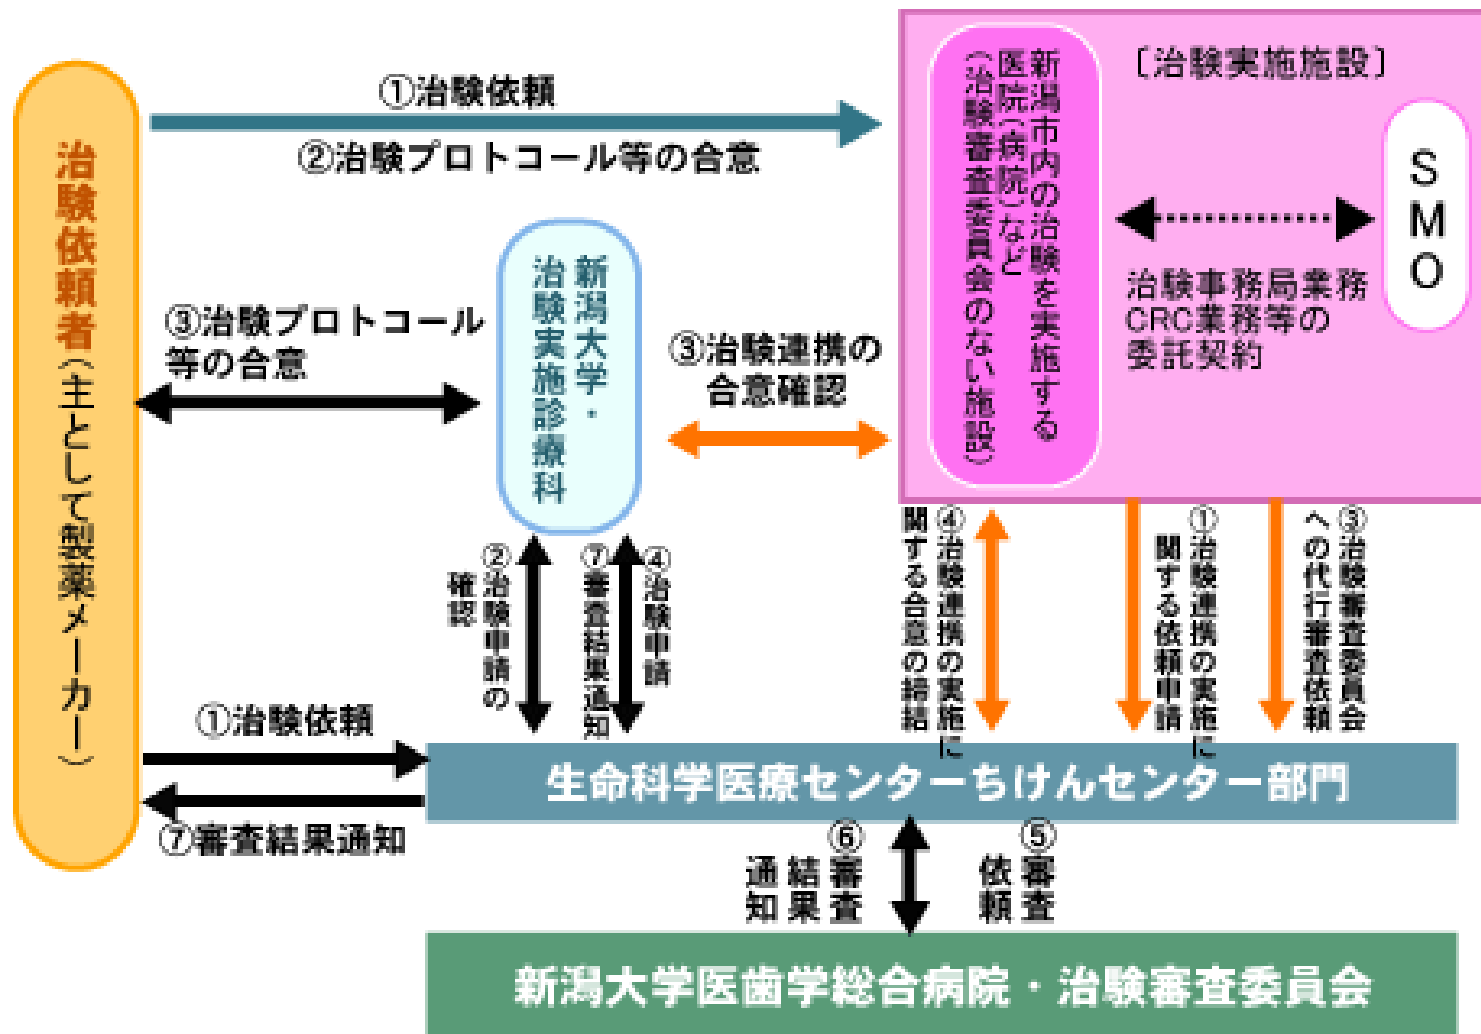 治験依頼者(主として製薬メーカー)
①治験依頼
②治験プロトコール等の合意
〔治験実施施設〕
新潟市内の治験を実施する
医院(病院)など
(治験審査委員会のない施設)
SMO
治験事務局業務
CRC業務等の
委託契約
新潟大学・
治験実施診療科
③治験プロトコール
等の合意
③治験連携の
合意確認
②治験申請の
確認
⑦審査結果通知
④治験申請
④治験連携の実施に
関する合意の締結
①治験連携の実施に
関する依頼申請
③治験審査委員会
への代行審査依頼
①治験依頼
⑦審査結果通知
生命科学医療センターちけんセンター部門
⑥審査
結果
通知
⑤審査
依頼
新潟大学医歯学総合病院・治験審査委員会